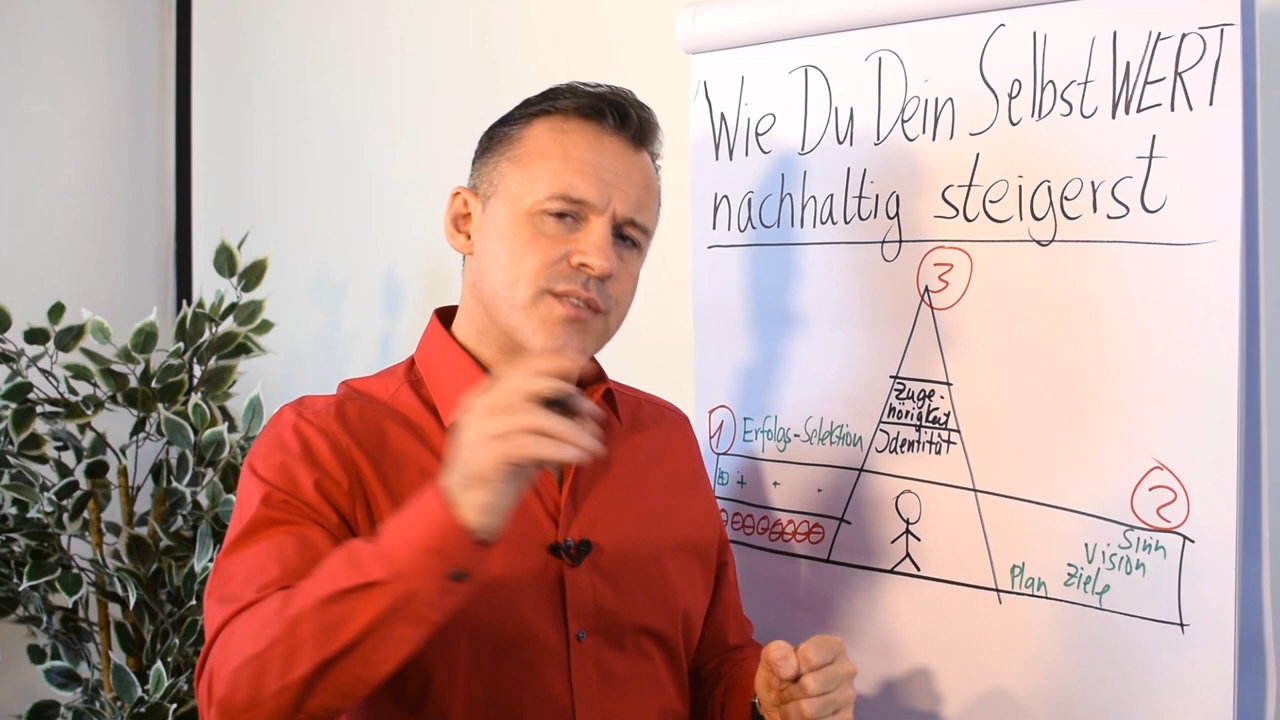 Wie Du Dein SelbstWERT
nachhaltig steigerst
3
Zuge-
hörigkeit
Identität
1 Erfolgs-Selektion
+
2
Sinn
Vision
Plan Ziele